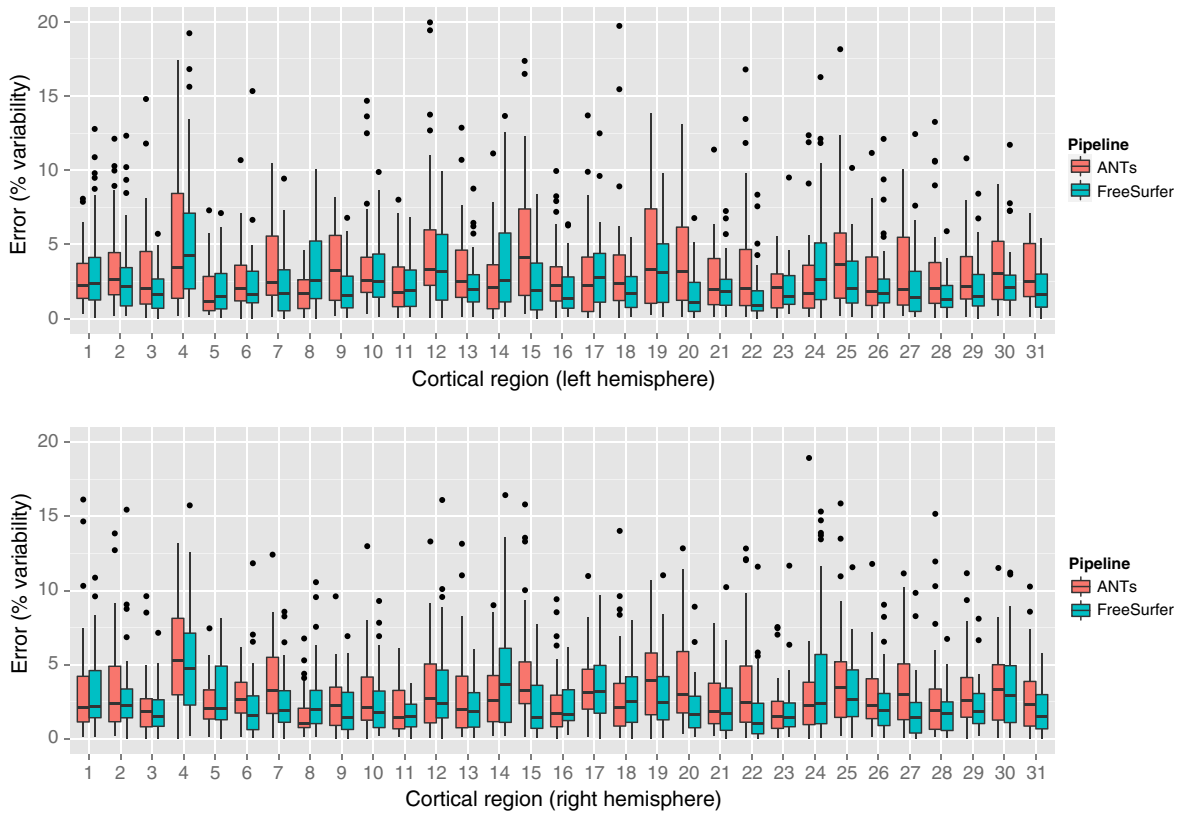 20
15
10
5
0
Error (% variability)
1 2 3 4 5 6 7 8 9 10 11 12 13 14 15 16 17 18 19 20 21 22 23 24 25 26 27 28 29 30 31
Cortical region (left hemisphere)
Pipeline
ANTs
FreeSurfer
20
15
10
5
0
Error (% variability)
1 2 3 4 5 6 7 8 9 10 11 12 13 14 15 16 17 18 19 20 21 22 23 24 25 26 27 28 29 30 31
Cortical region (right hemisphere)
Pipeline
ANTs
FreeSurfer